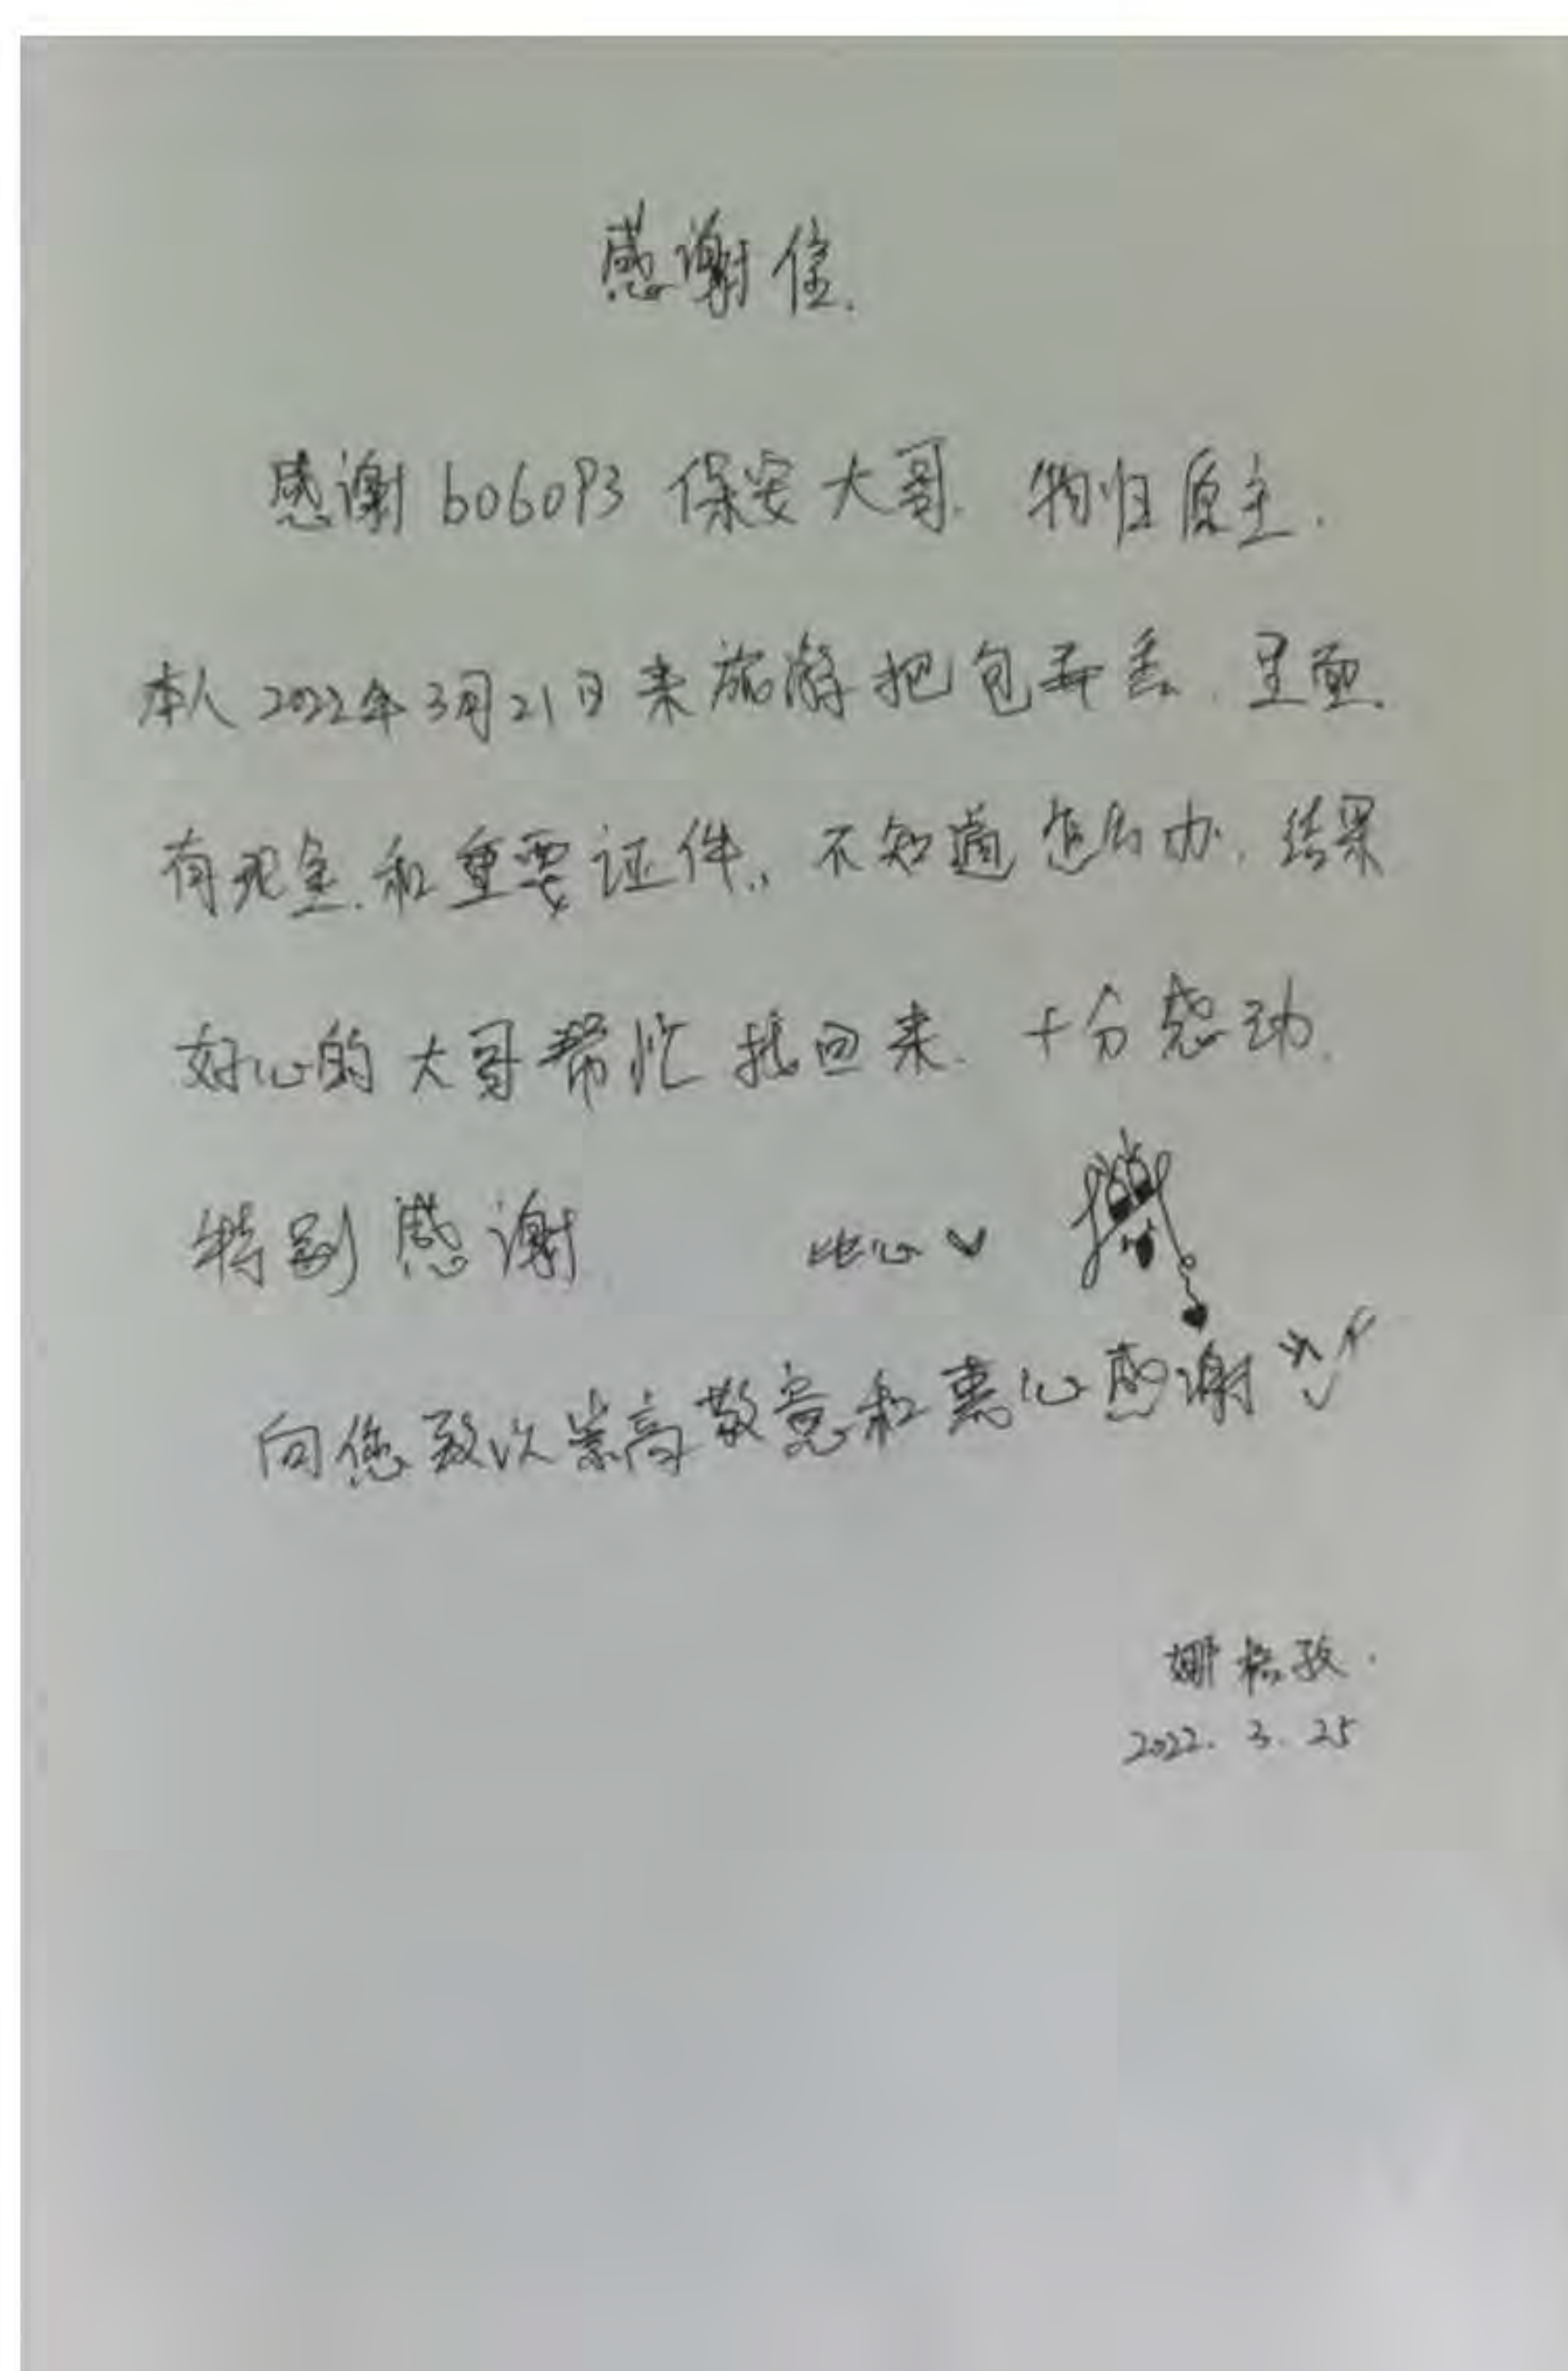 感谢信.
感谢 606093 保安大哥. 物归原主.
本人2022年3月21日来旅游把包弄丢. 里面
有现金.和重要证件., 不知道怎么办. 结果
好心的大哥帮忙找回来. 十分感动.
特别感谢. 比心
向您致以崇高敬意和衷心感谢
娜
2022. 3. 25